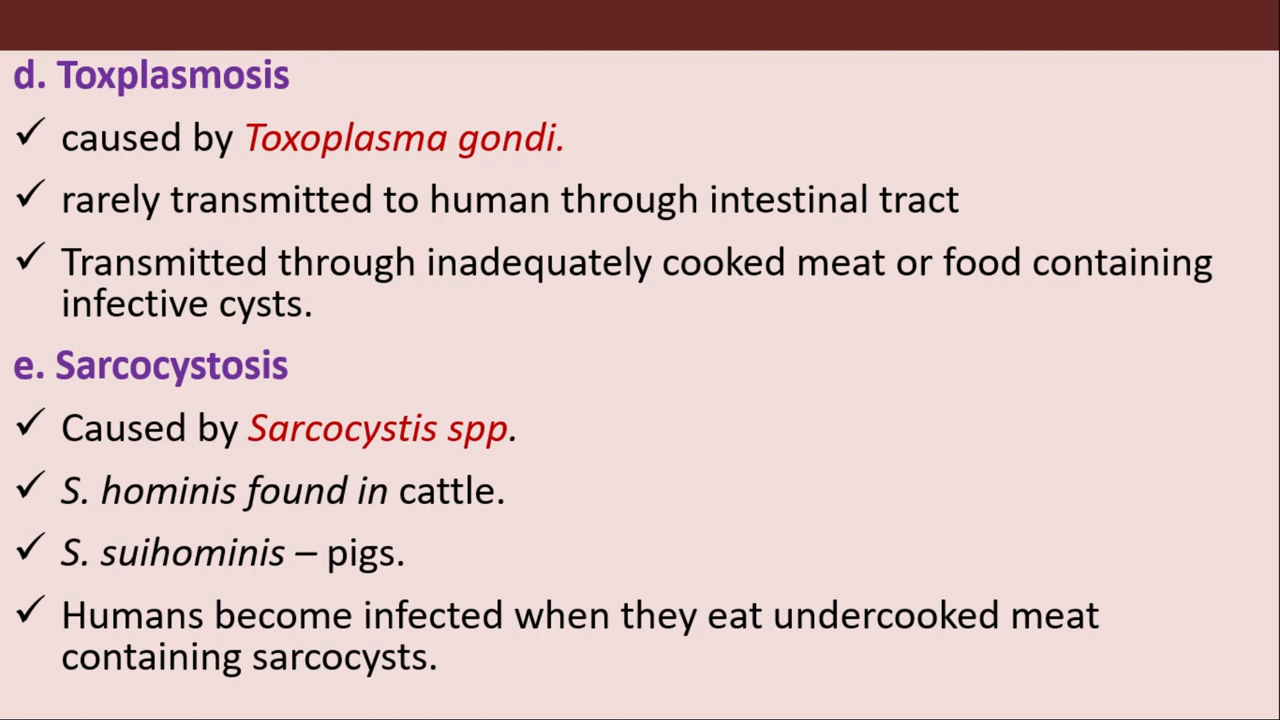 d. Toxplasmosis
✓ caused by Toxoplasma gondi.
✓ rarely transmitted to human through intestinal tract
✓ Transmitted through inadequately cooked meat or food containing
infective cysts.
e. Sarcocystosis
✓ Caused by Sarcocystis spp.
✓ S. hominis found in cattle.
✓ S. suihominis – pigs.
✓ Humans become infected when they eat undercooked meat
containing sarcocysts.